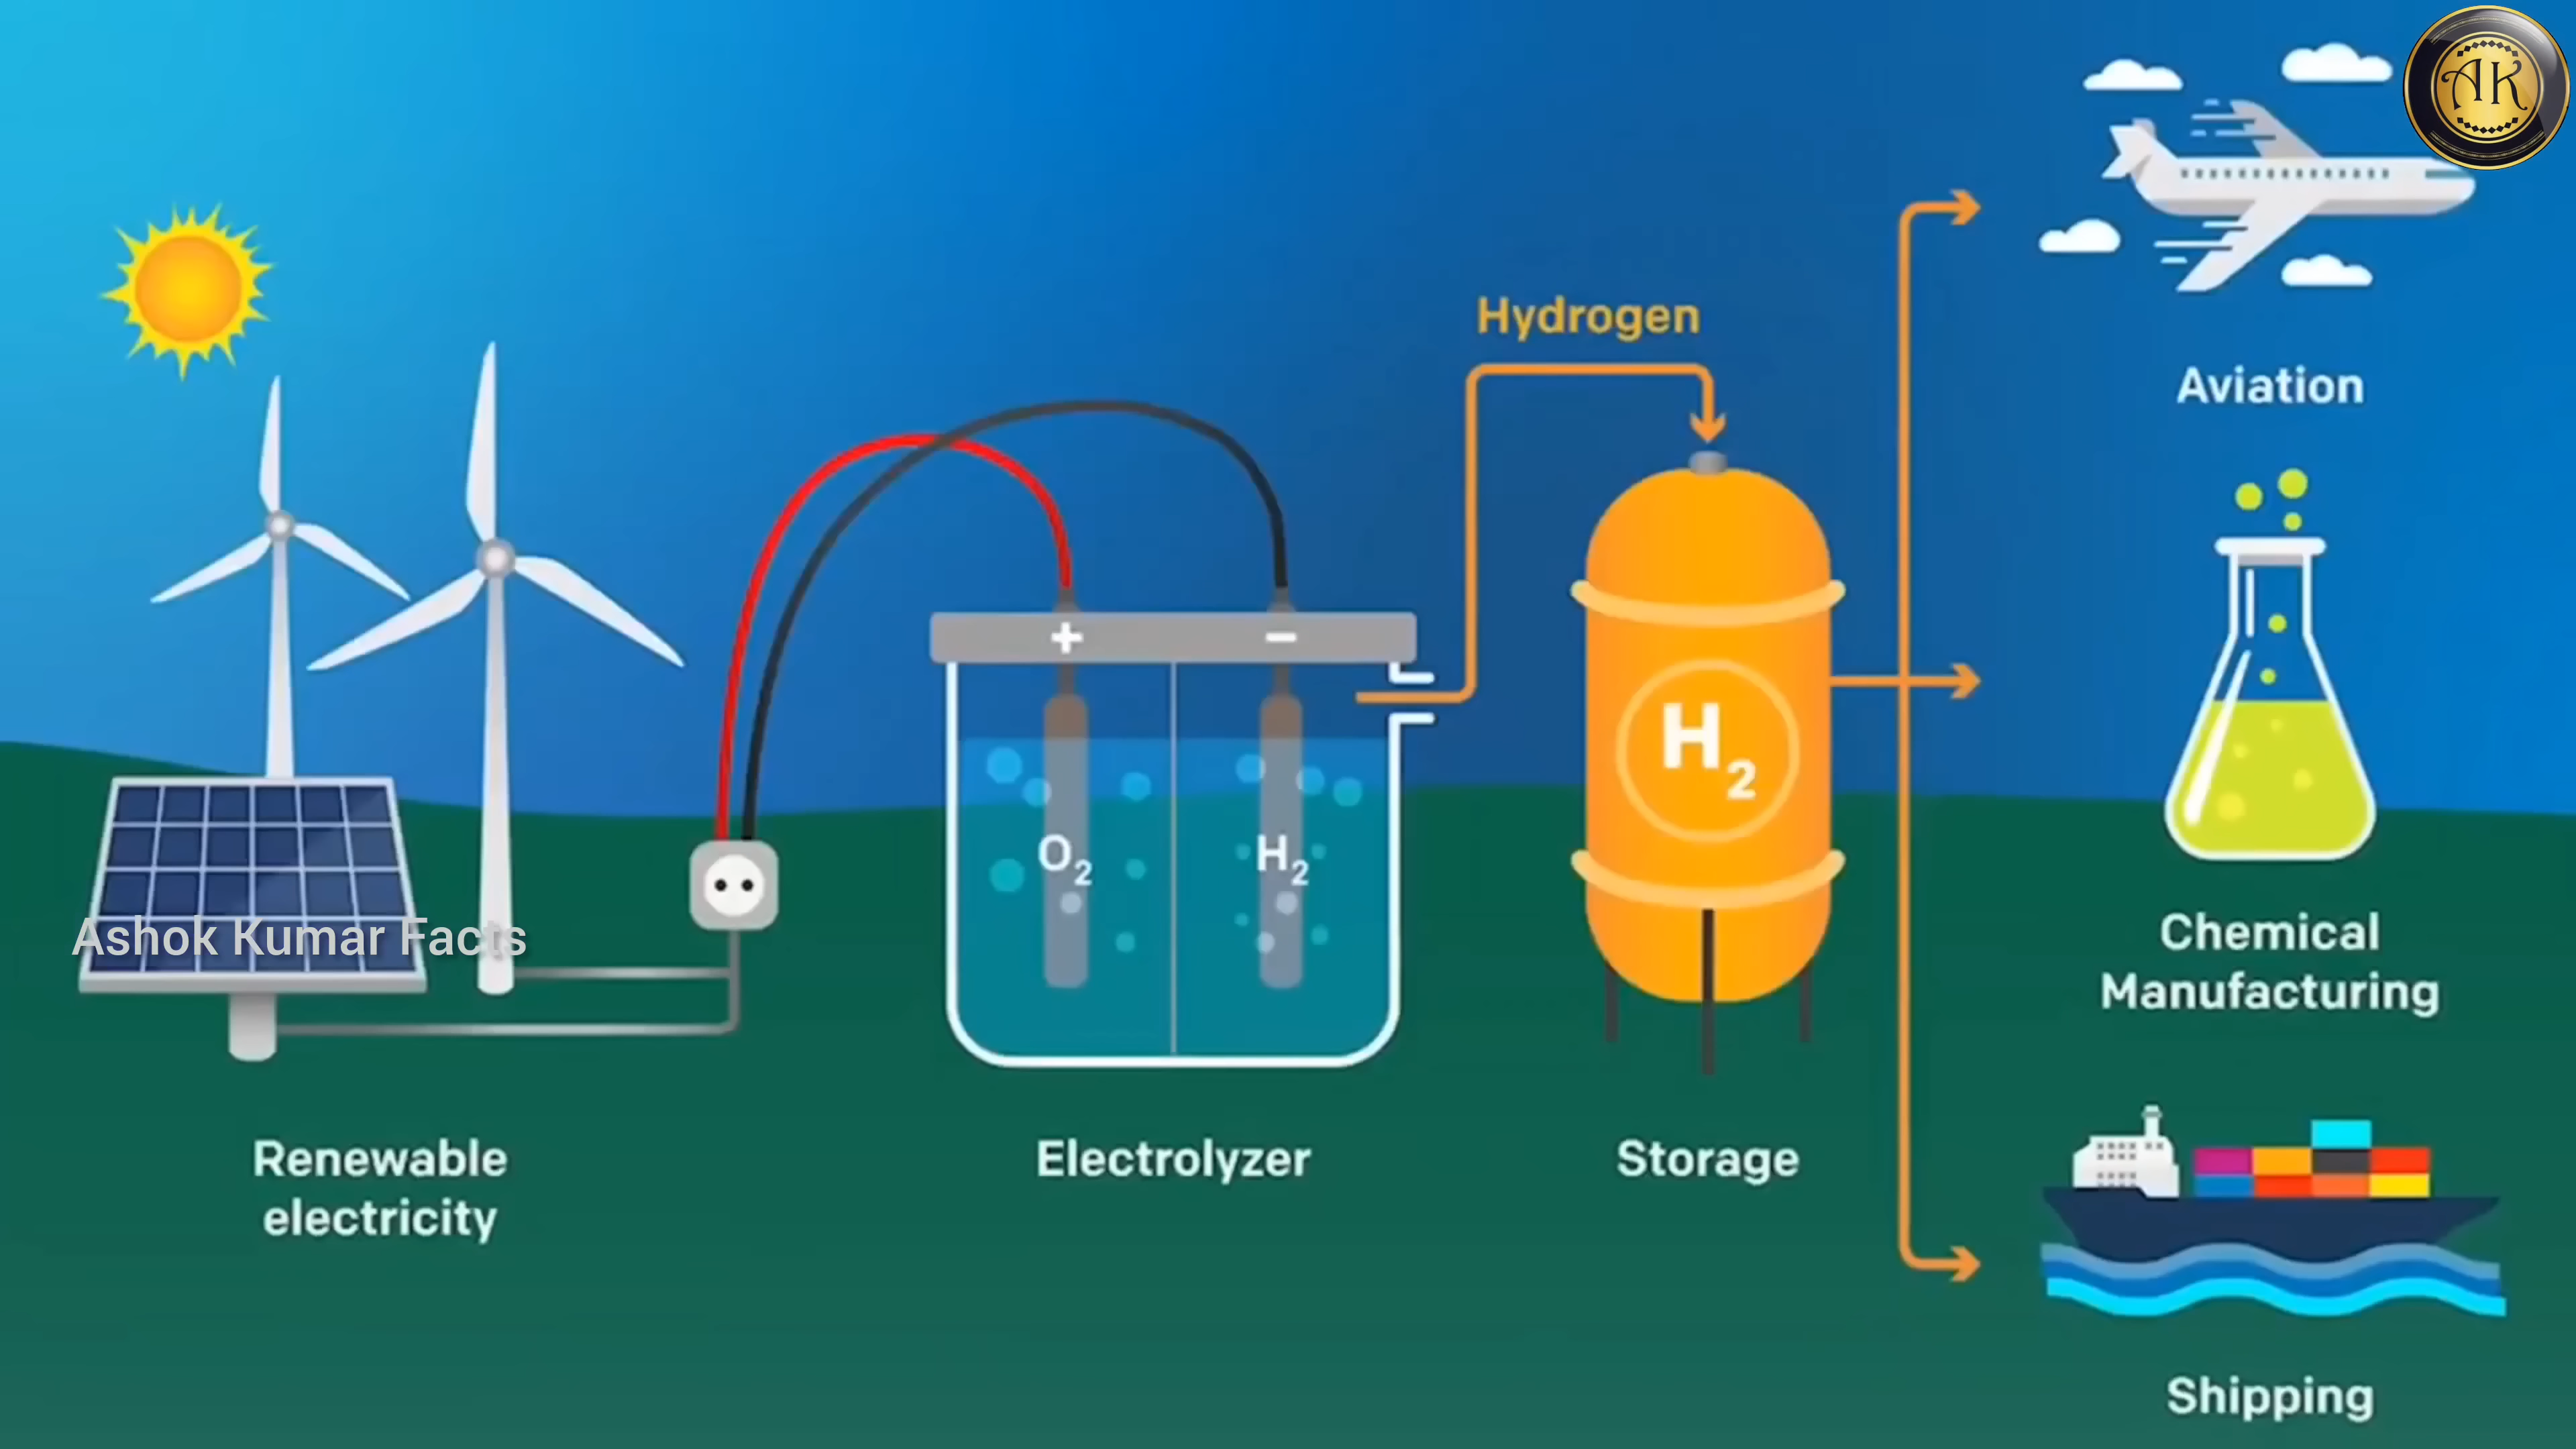 AK
Hydrogen
Aviation
+
−
H2
O2
H2
Ashok Kumar Facts
Chemical
Manufacturing
Renewable
electricity
Electrolyzer
Storage
Shipping